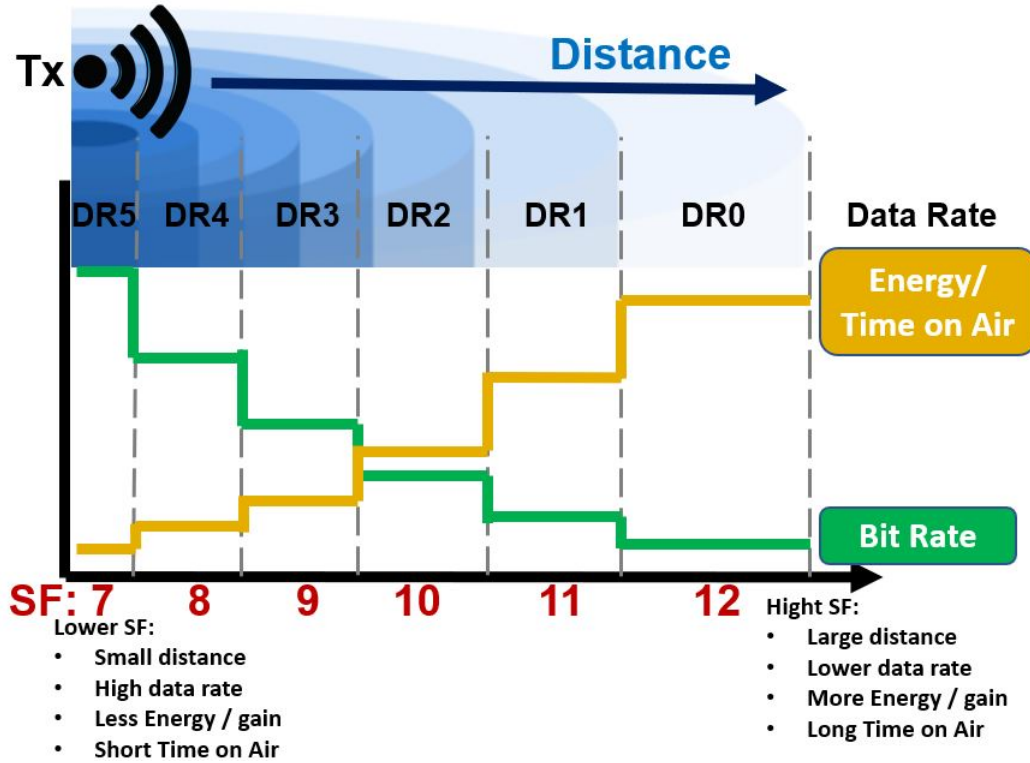 Tx
Distance
DR5 DR4 DR3 DR2 DR1 DR0 Data Rate
Energy/
Time on Air
Bit Rate
SF: 7 8 9 10 11 12
Lower SF:
• Small distance
• High data rate
• Less Energy / gain
• Short Time on Air
Hight SF:
• Large distance
• Lower data rate
• More Energy / gain
• Long Time on Air